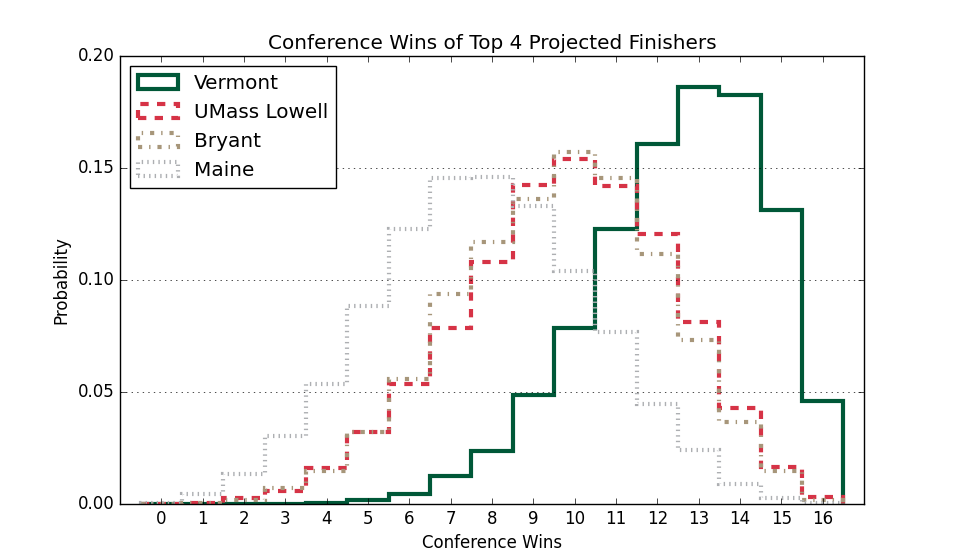 Conference Wins of Top 4 Projected Finishers
Vermont
UMass Lowell
Bryant
Maine
Probability
0.20
0.15
0.10
0.05
0.00
0 1 2 3 4 5 6 7 8 9 10 11 12 13 14 15 16
Conference Wins